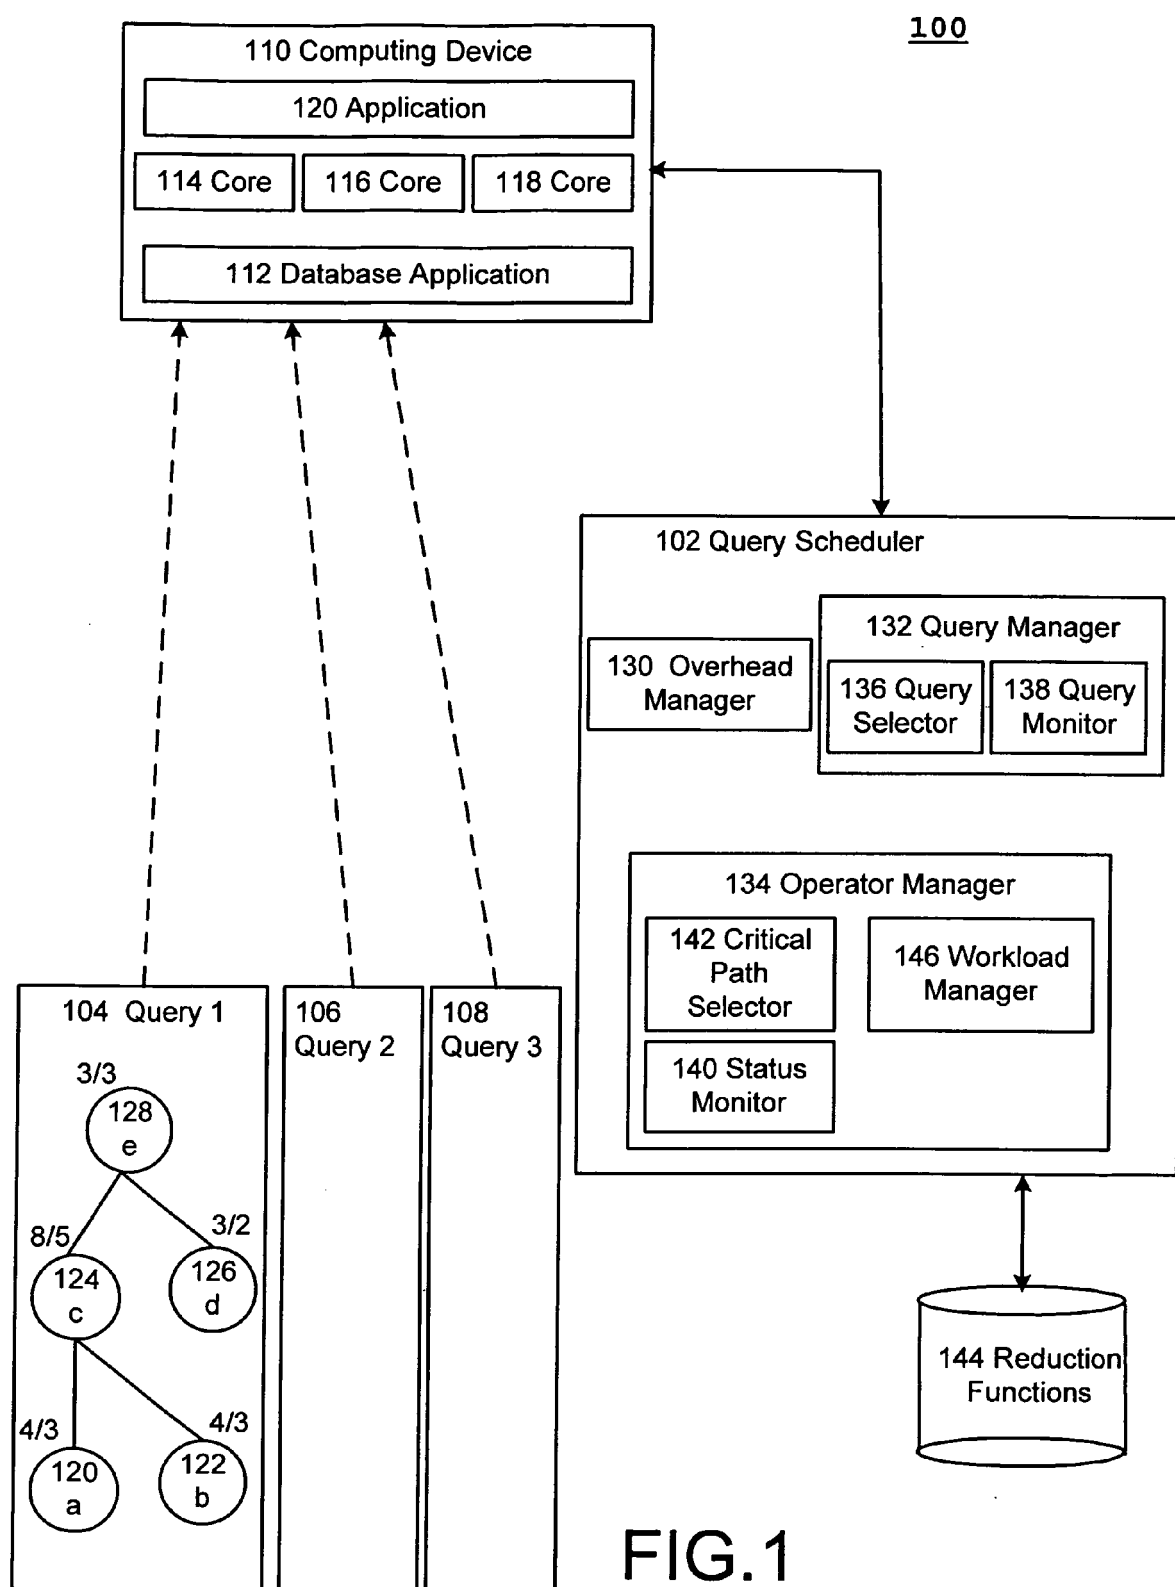 100
110 Computing Device
120 Application
114 Core
116 Core
118 Core
112 Database Application
102 Query Scheduler
132 Query Manager
130 Overhead
Manager
136 Query
Selector
138 Query
Monitor
134 Operator Manager
142 Critical
Path
Selector
146 Workload
Manager
140 Status
Monitor
104 Query 1
106
Query 2
108
Query 3
3/3
128
e
8/5
124
c
3/2
126
d
4/3
120
a
4/3
122
b
144 Reduction
Functions
FIG.1